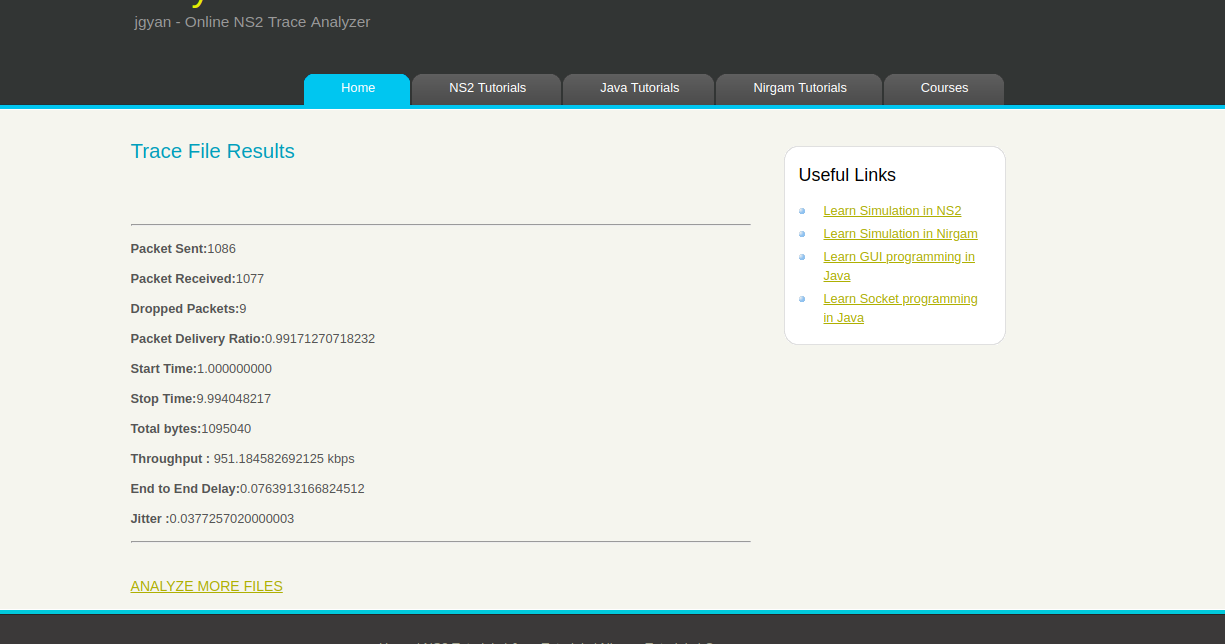 jgyan - Online NS2 Trace Analyzer
Home NS2 Tutorials Java Tutorials Nirgam Tutorials Courses
Trace File Results
Packet Sent:1086
Packet Received:1077
Dropped Packets:9
Packet Delivery Ratio:0.99171270718232
Start Time:1.000000000
Stop Time:9.994048217
Total bytes:1095040
Throughput : 951.184582692125 kbps
End to End Delay:0.0763913166824512
Jitter :0.0377257020000003
ANALYZE MORE FILES
Useful Links
Learn Simulation in NS2
Learn Simulation in Nirgam
Learn GUI programming in
Java
Learn Socket programming
in Java